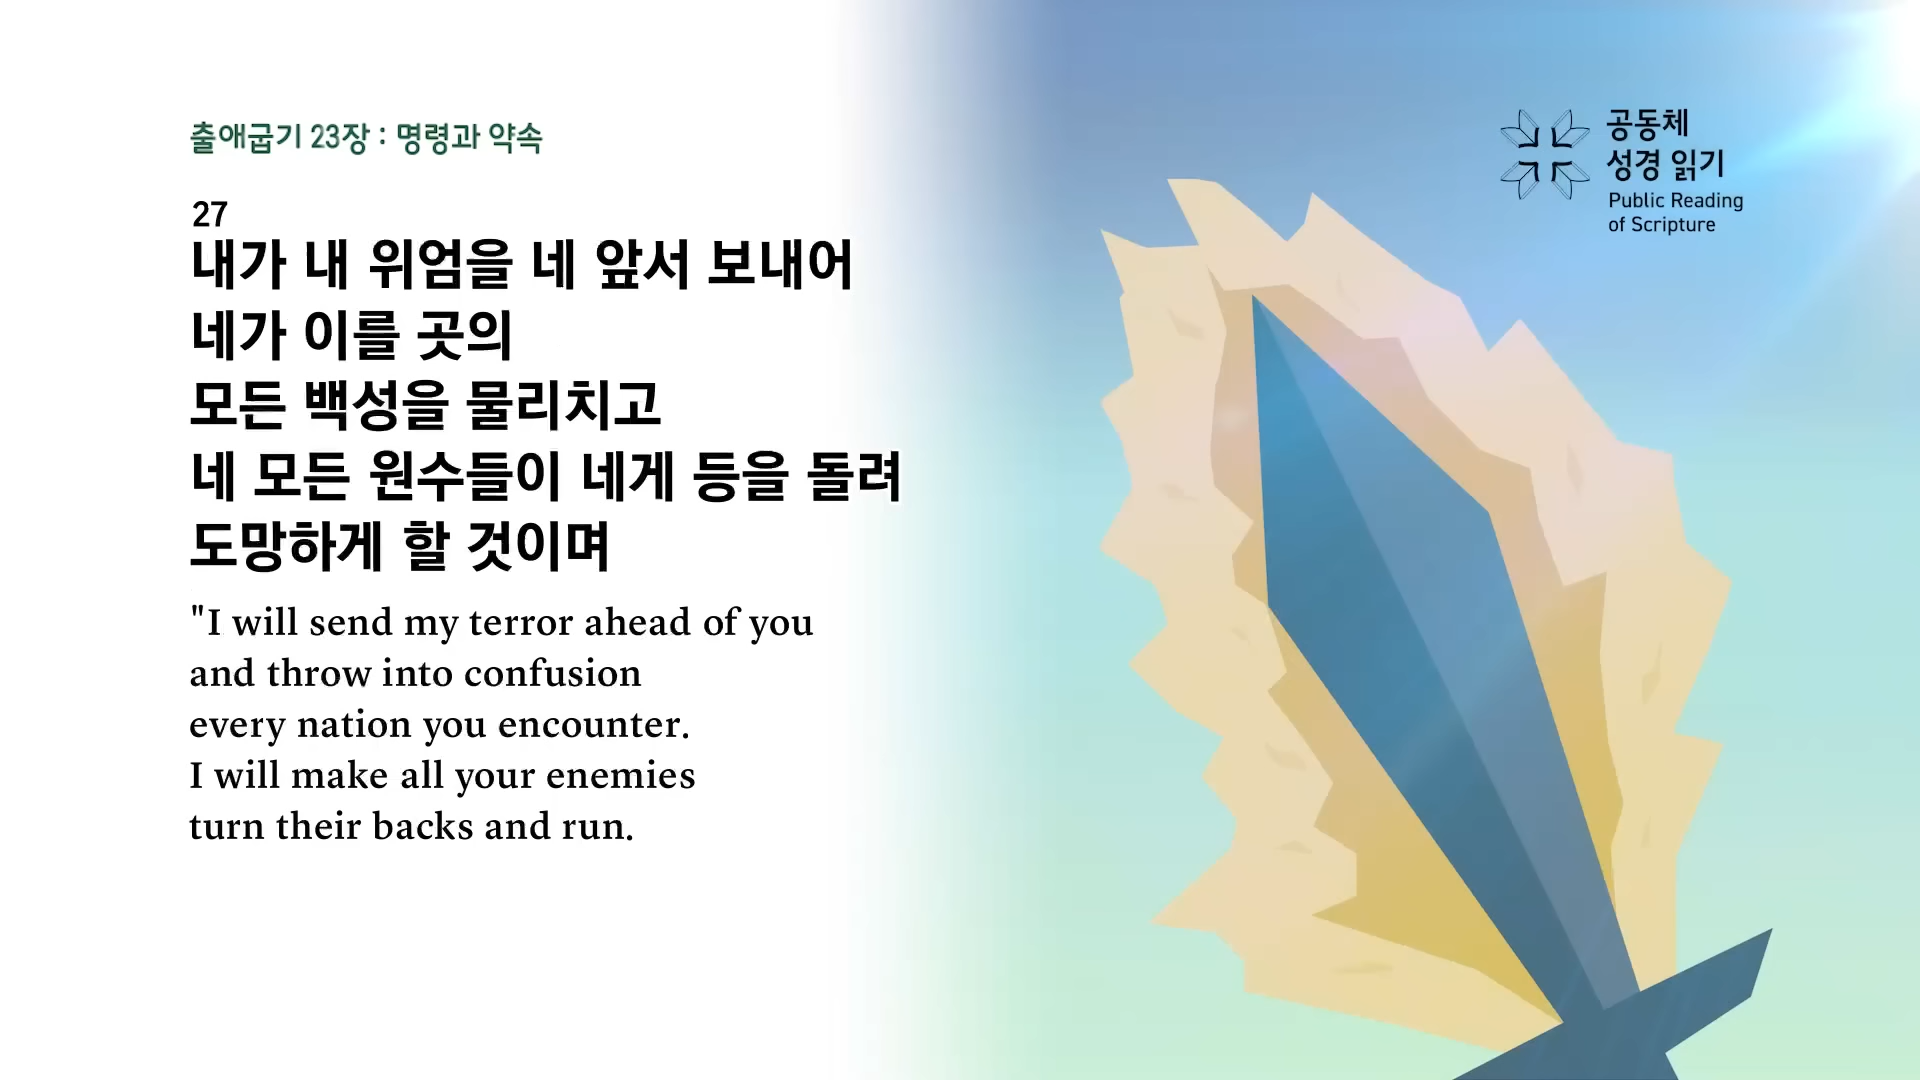 출애굽기 23장 : 명령과 약속
27
내가 내 위엄을 네 앞서 보내어
네가 이를 곳의
모든 백성을 물리치고
네 모든 원수들이 네게 등을 돌려
도망하게 할 것이며
"I will send my terror ahead of you
and throw into confusion
every nation you encounter.
I will make all your enemies
turn their backs and run.
공동체
성경 읽기
Public Reading
of Scripture